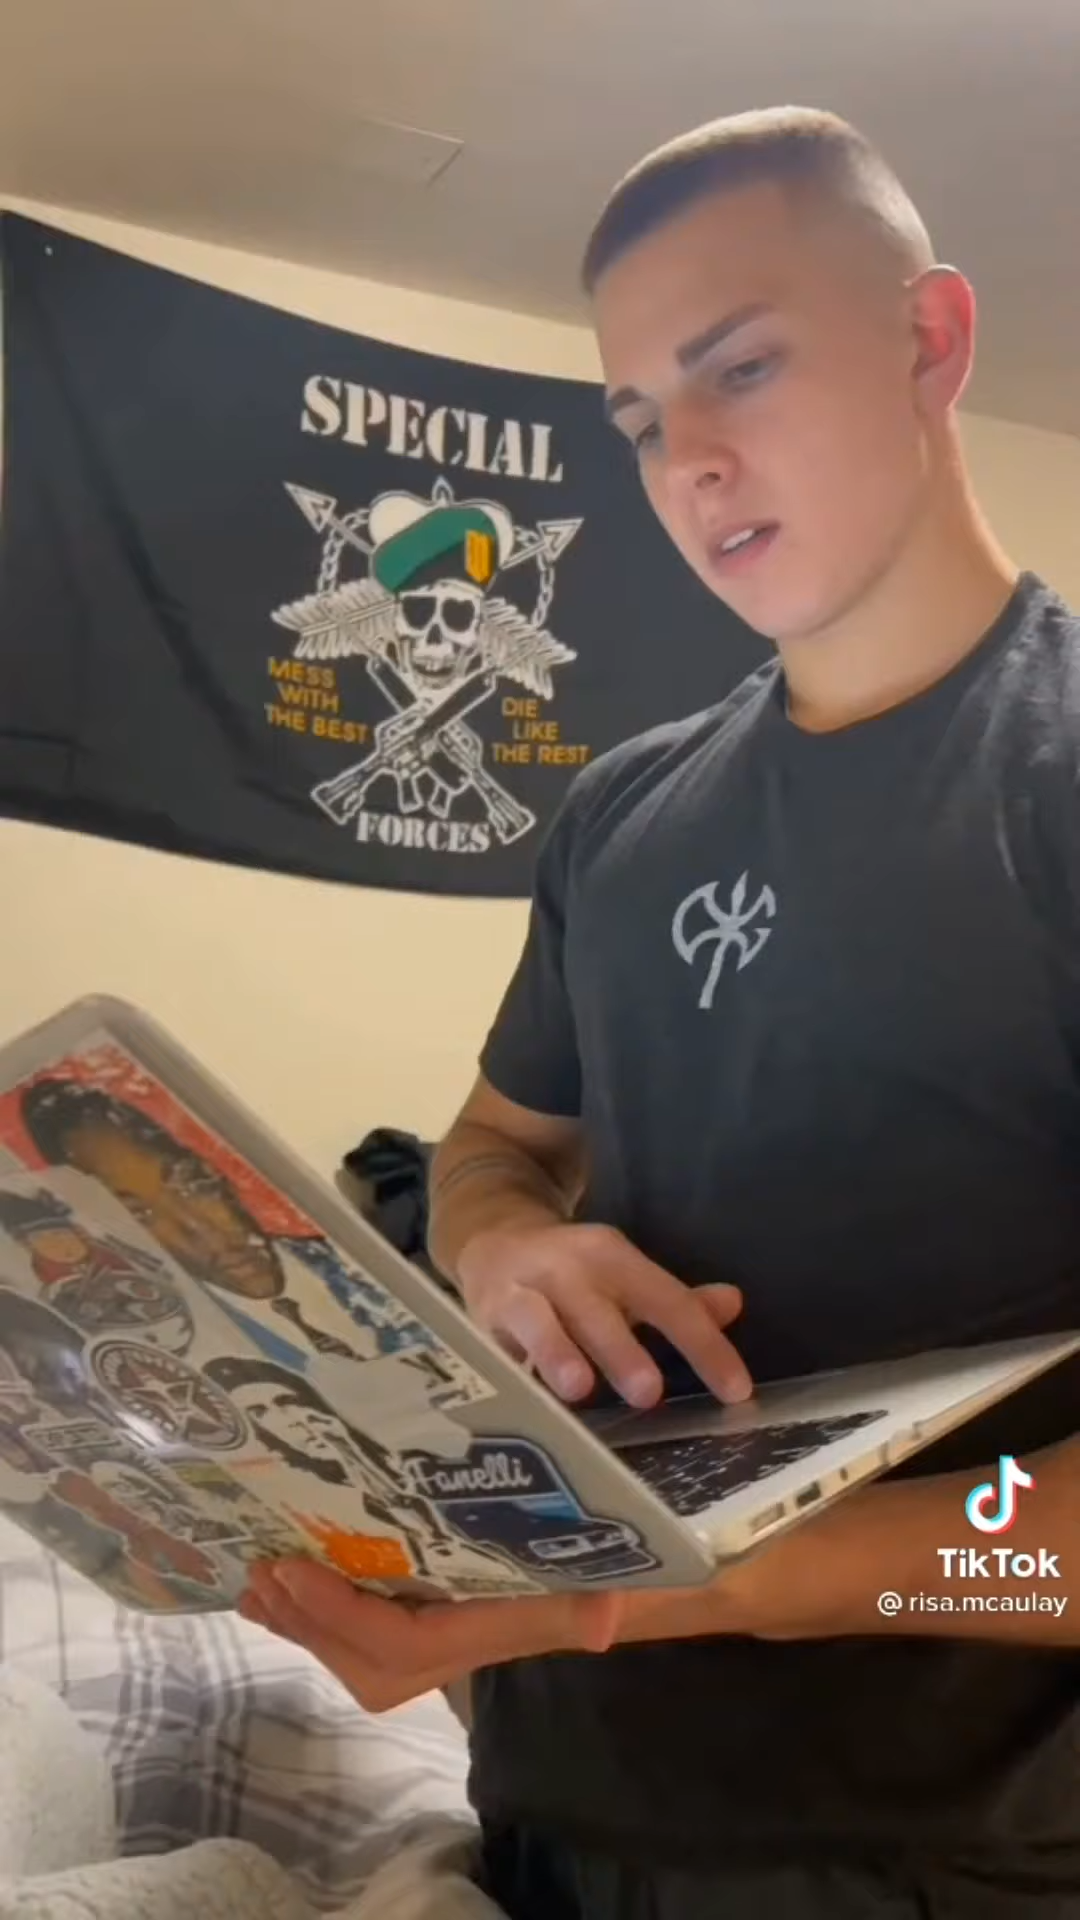 SPECIAL
MESS
WITH
THE BEST
DIE
LIKE
THE REST
FORCES
Fanelli
TikTok
@risa.mcaulay